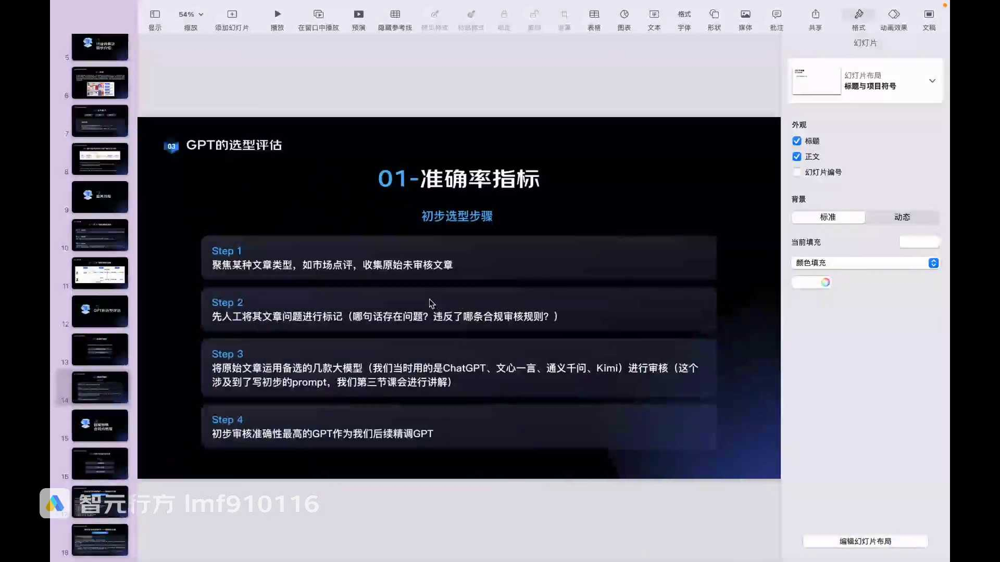 54%
显示
缩放
添加幻灯片
播放
在窗口中播放
预演
隐藏参考线
粘贴样式
锁定
表格
图表
文本
格式
字体
形状
媒体
批注
共享
格式
动画效果
文稿
5
6
7
8
9
业务流程
10
11
12
GPT的选型评估
13
14
15
16
17
18
03 GPT的选型评估
01-准确率指标
初步选型步骤
Step 1
聚焦某种文章类型，如市场点评，收集原始未审核文章
Step 2
先人工将其文章问题进行标记（哪句话存在问题？违反了哪条合规审核规则？）
Step 3
将原始文章运用备选的几款大模型（我们当时用的是ChatGPT、文心一言、通义千问、Kimi）进行审核（这个
涉及到了写初步的prompt，我们第三节课会进行讲解）
Step 4
初步审核准确性最高的GPT作为我们后续精调GPT
幻灯片
幻灯片布局
标题与项目符号
外观
标题
正文
幻灯片编号
背景
标准
动态
当前填充
颜色填充
编辑幻灯片布局
智元行方 lmf910116